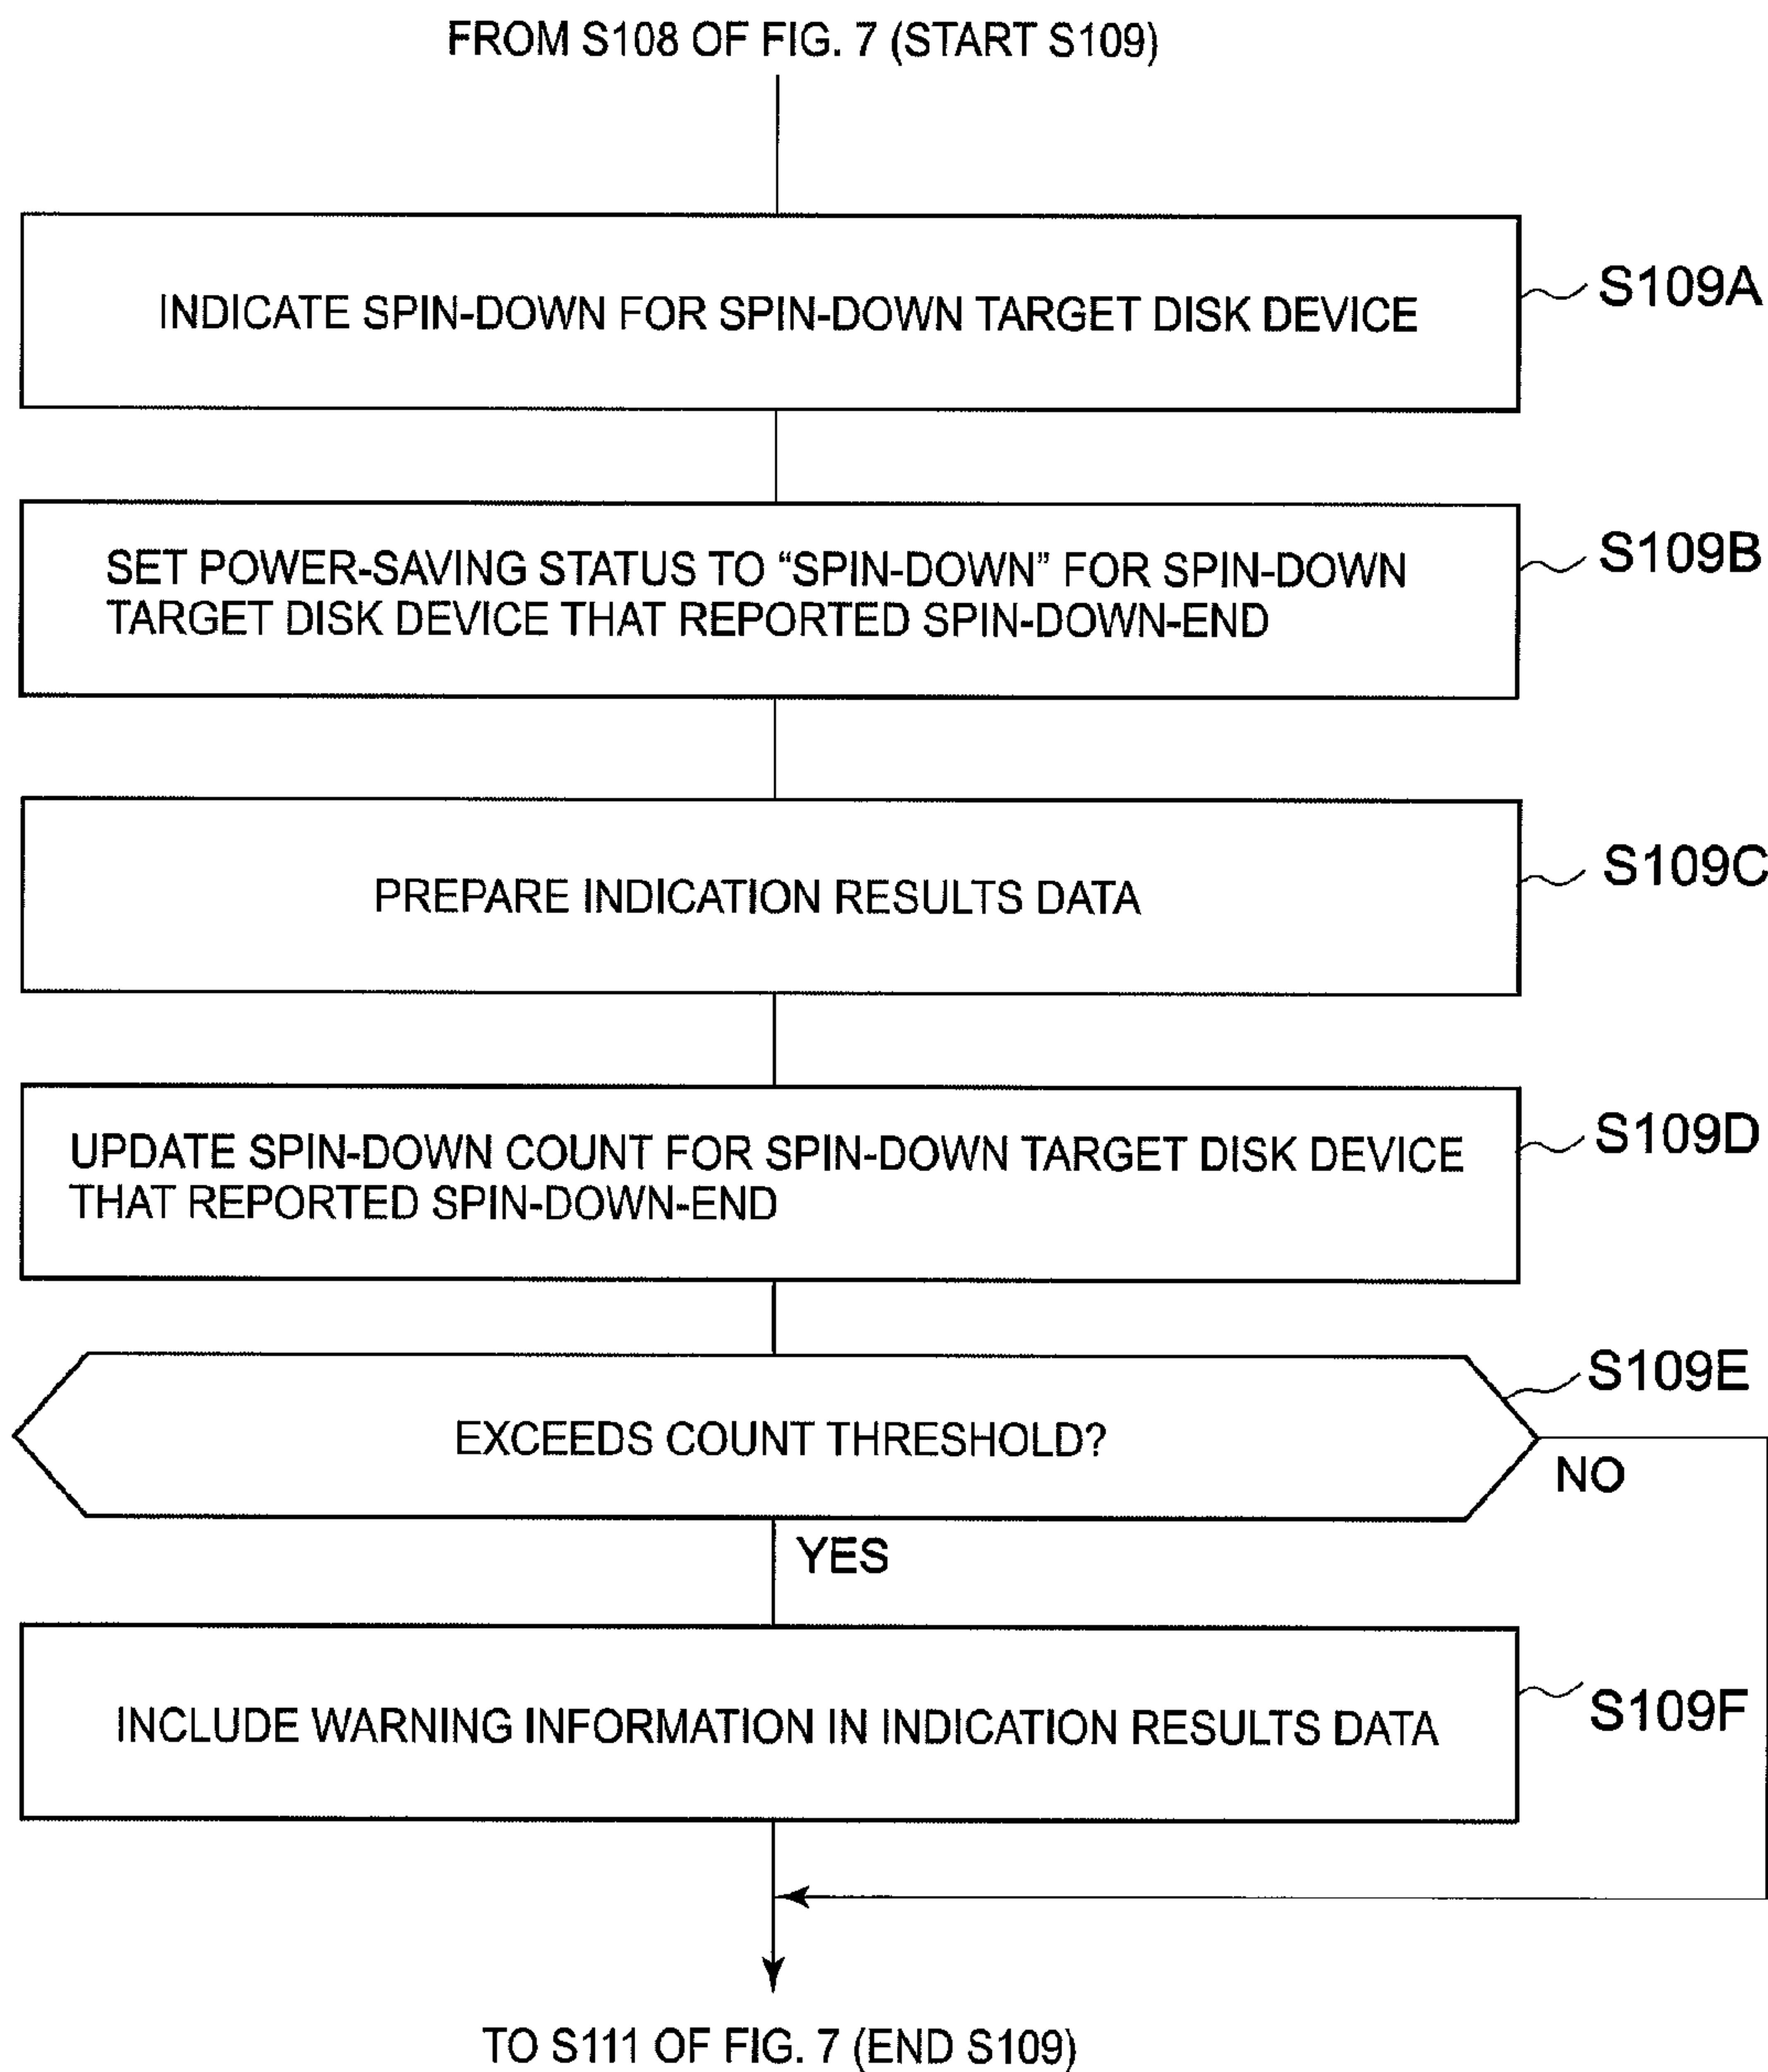 FROM S108 OF FIG. 7 (START S109)
INDICATE SPIN-DOWN FOR SPIN-DOWN TARGET DISK DEVICE
S109A
SET POWER-SAVING STATUS TO “SPIN-DOWN” FOR SPIN-DOWN
TARGET DISK DEVICE THAT REPORTED SPIN-DOWN-END
S109B
PREPARE INDICATION RESULTS DATA
S109C
UPDATE SPIN-DOWN COUNT FOR SPIN-DOWN TARGET DISK DEVICE
THAT REPORTED SPIN-DOWN-END
S109D
EXCEEDS COUNT THRESHOLD?
S109E
NO
YES
INCLUDE WARNING INFORMATION IN INDICATION RESULTS DATA
S109F
TO S111 OF FIG. 7 (END S109)